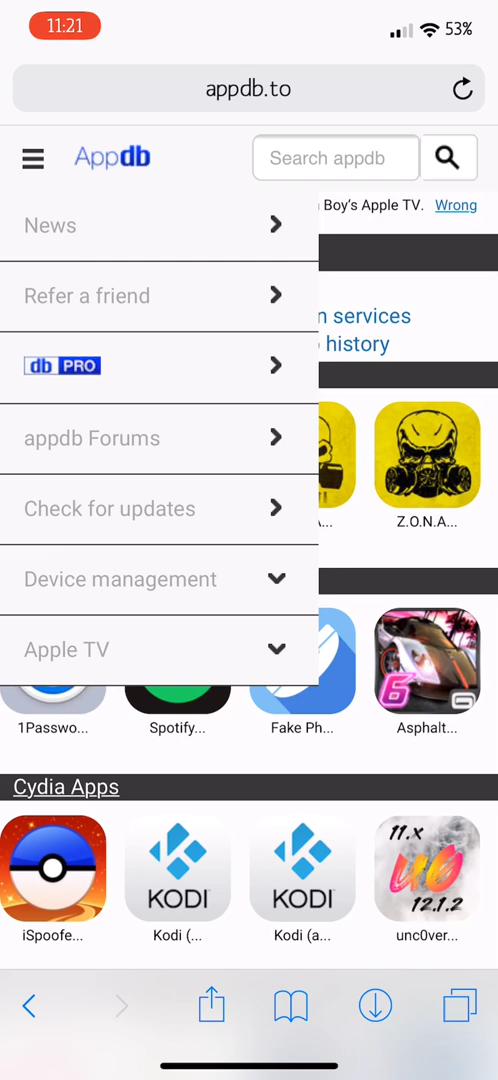 11:21
53%
appdb.to
Appdb
Search appdb
Boy's Apple TV. Wrong
News
Refer a friend
services
history
db PRO
appdb Forums
Z.O.N.A...
Check for updates
Device management
Apple TV
6
1Passwo...
Spotify...
Fake Ph...
Asphalt...
Cydia Apps
KODI
KODI
11.x
u0
12.1.2
iSpoofe...
Kodi (...
Kodi (a...
unc0ver...